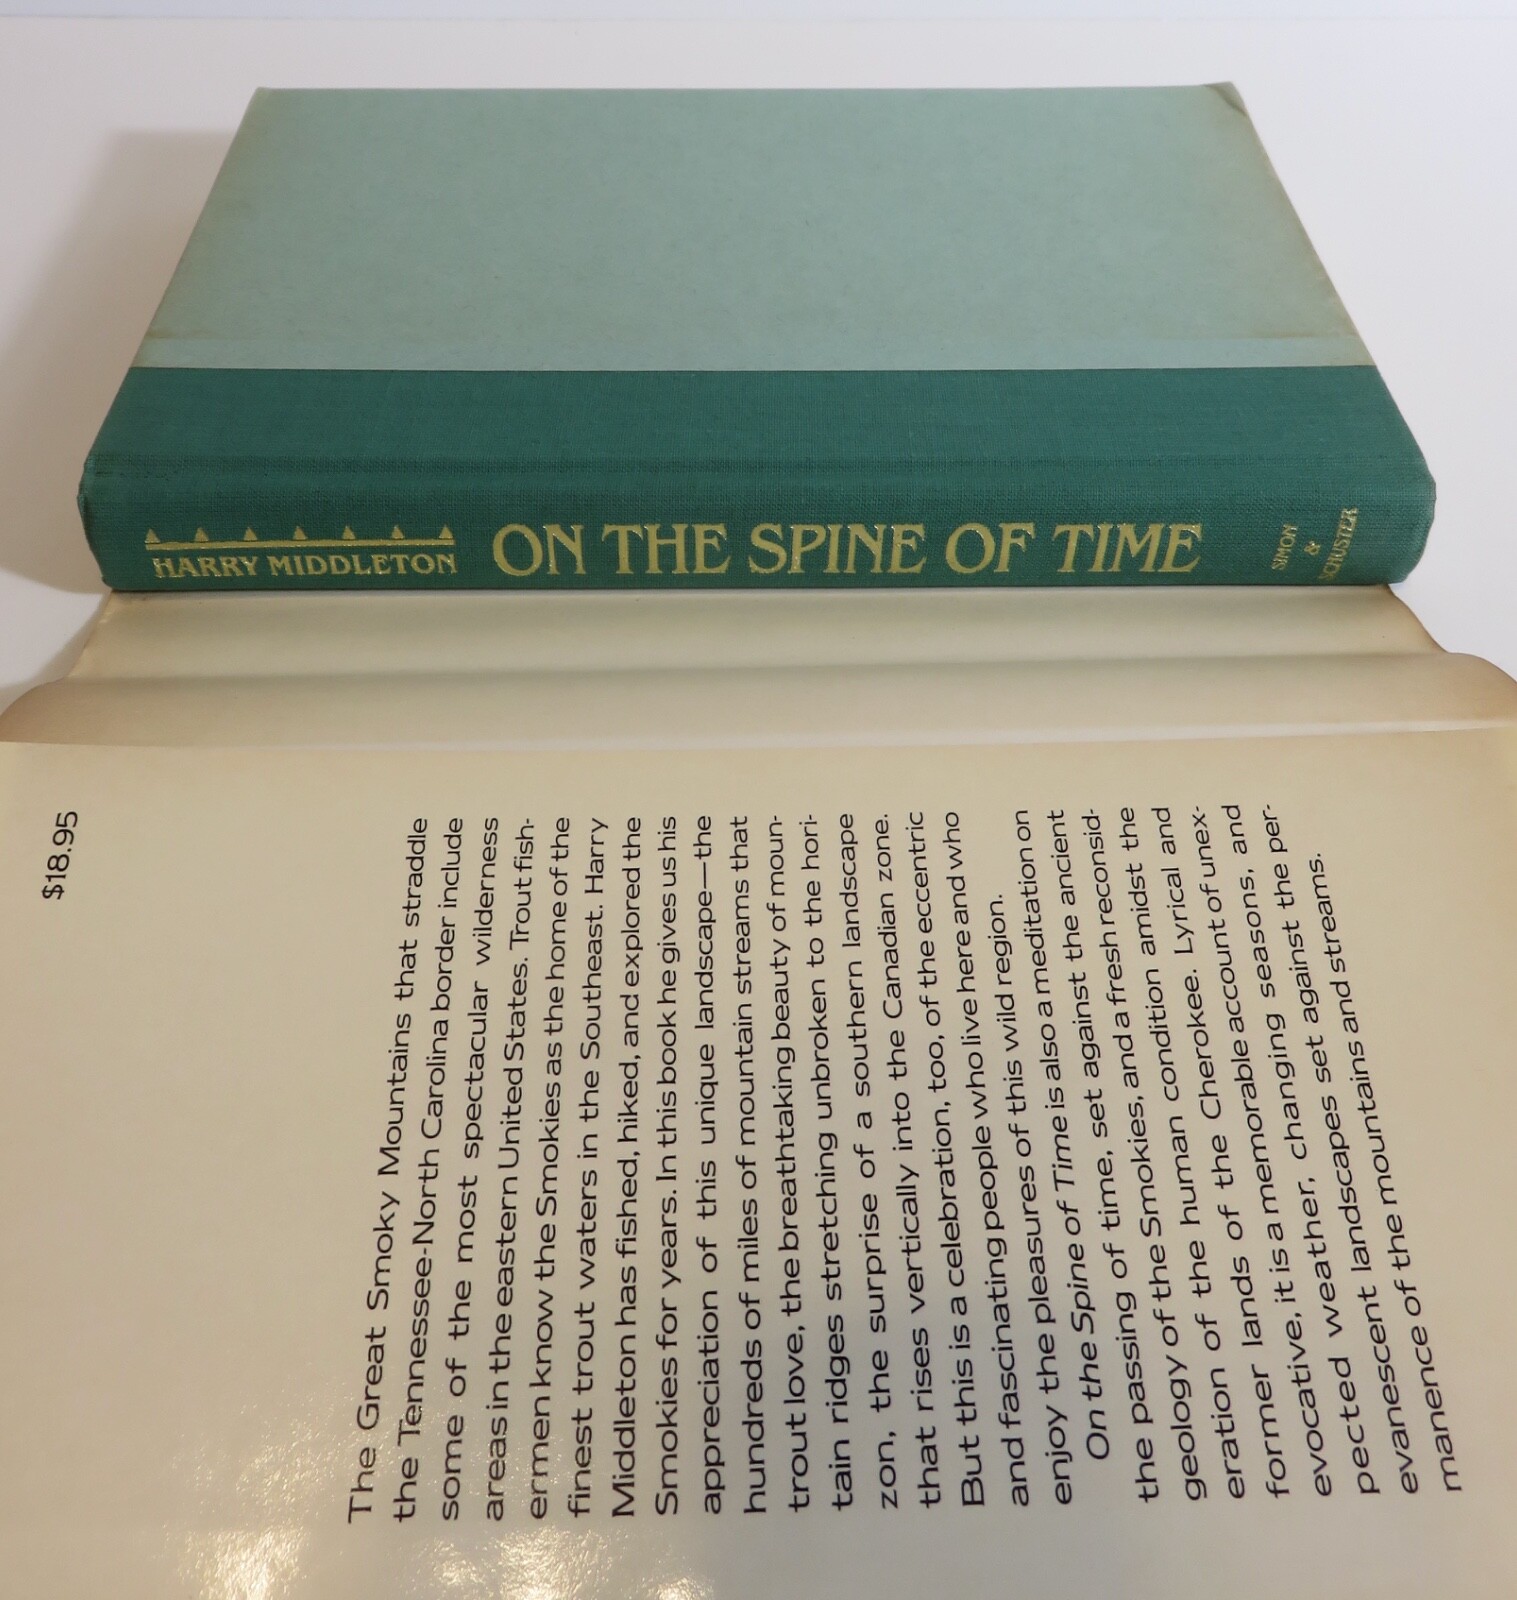 HARRY MIDDLETON
ON THE SPINE OF TIME
SIMON
&
SCHUSTER
$18.95
The Great Smoky Mountains that straddle
the Tennessee-North Carolina border include
some of the most spectacular wilderness
areas in the eastern United States. Trout fish-
ermen know the Smokies as the home of the
finest trout waters in the Southeast. Harry
Middleton has fished, hiked, and explored the
Smokies for years. In this book he gives us his
appreciation of this unique landscape—the
hundreds of miles of mountain streams that
trout love, the breathtaking beauty of moun-
tain ridges stretching unbroken to the hori-
zon, the surprise of a southern landscape
that rises vertically into the Canadian zone.
But this is a celebration, too, of the eccentric
and fascinating people who live here and who
enjoy the pleasures of this wild region.
On the Spine of Time is also a meditation on
the passing of time, set against the ancient
geology of the Smokies, and a fresh reconsid-
eration of the human condition amidst the
former lands of the Cherokee. Lyrical and
evocative, it is a memorable account of unex-
pected weather, changing seasons, and
evanescent landscapes set against the per-
manence of the mountains and streams.